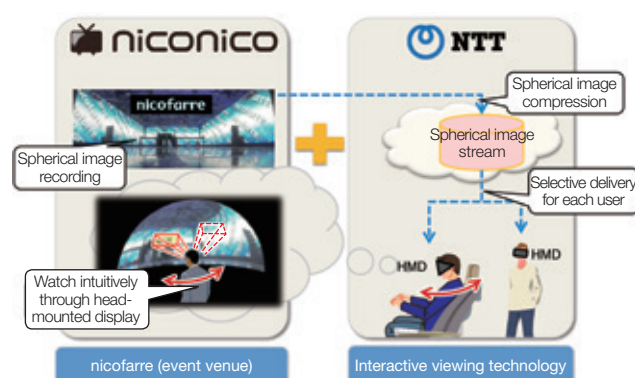 niconico
NTT
nicofarre
Spherical image
recording
Spherical image
compression
Spherical image
stream
Selective delivery
for each user
Watch intuitively
through head-
mounted display
HMD
HMD
nicofarre (event venue)
Interactive viewing technology